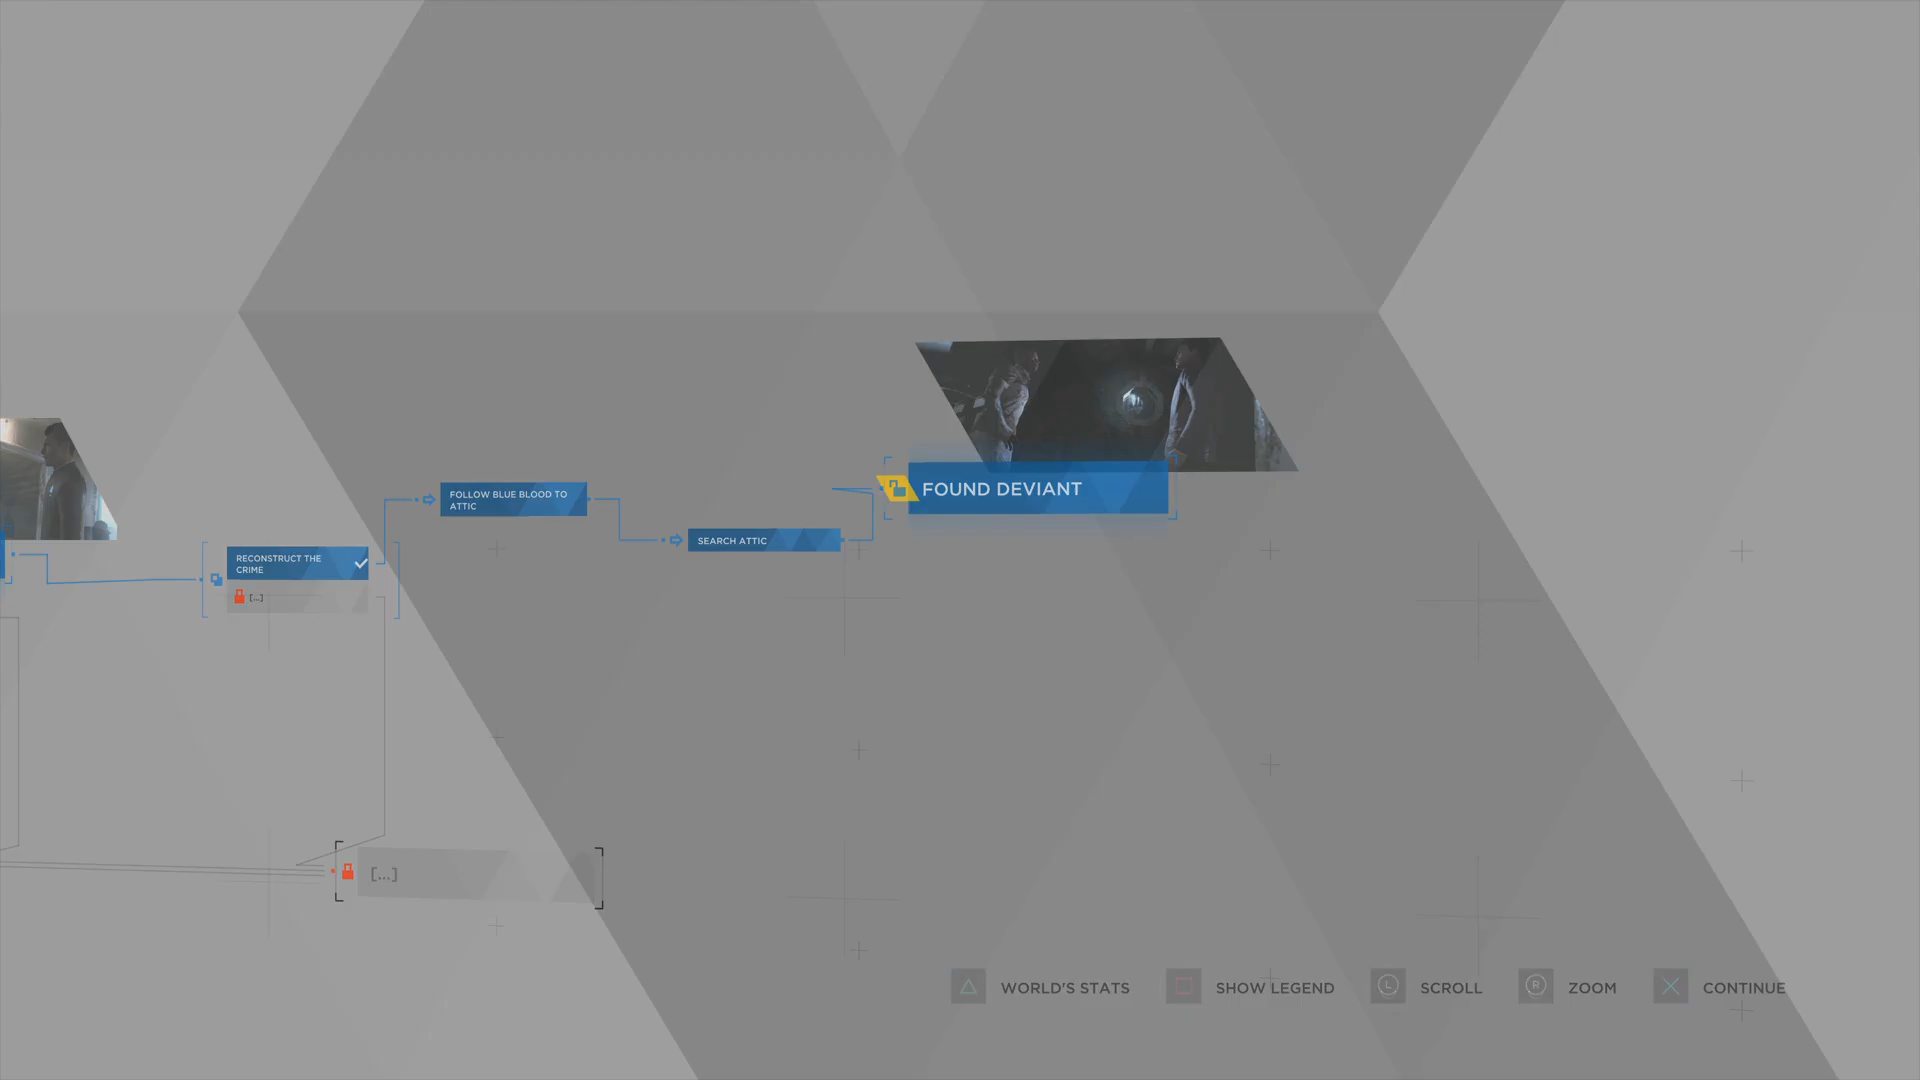 FOUND DEVIANT
FOLLOW BLUE BLOOD TO
ATTIC
SEARCH ATTIC
RECONSTRUCT THE
CRIME
[...]
[...]
WORLD'S STATS
SHOW LEGEND
L
SCROLL
R
ZOOM
CONTINUE